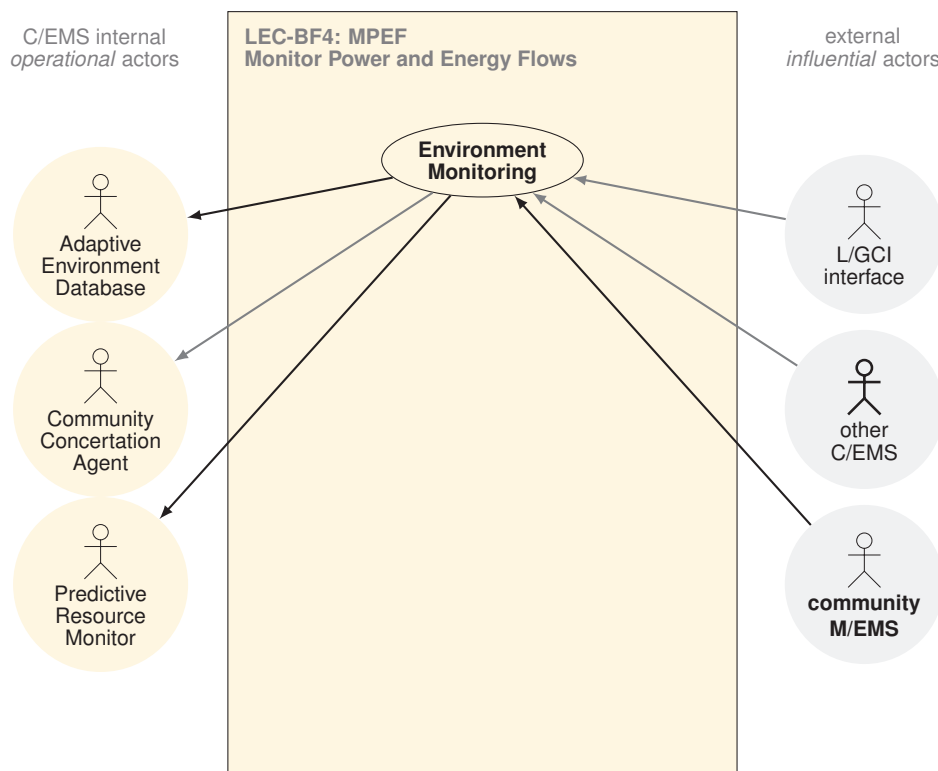 C/EMS internal
operational actors
LEC-BF4: MPEF
Monitor Power and Energy Flows
external
influential actors
Environment
Monitoring
Adaptive
Environment
Database
L/GCI
interface
Community
Concertation
Agent
other
C/EMS
Predictive
Resource
Monitor
community
M/EMS